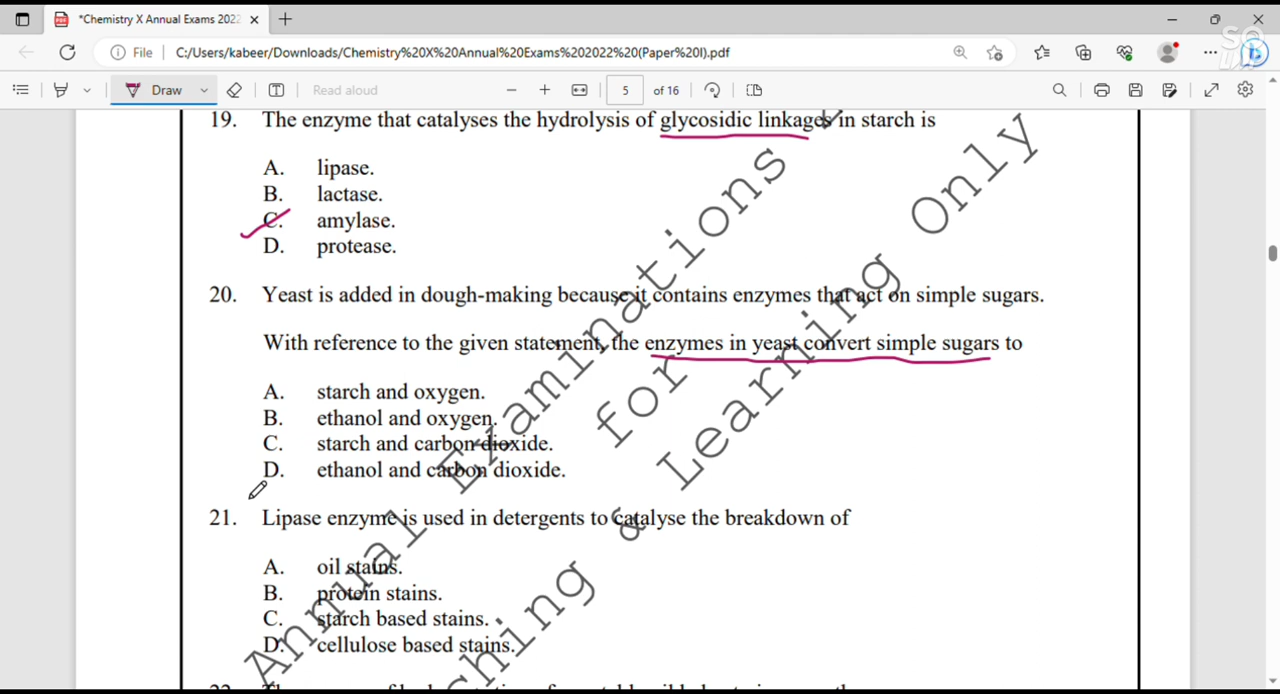 *Chemistry X Annual Exams 2022
File
C:/Users/kabeer/Downloads/Chemistry%20X%20Annual%20Exams%202022%20(Paper%20I).pdf
Draw
Read aloud
5 of 16
19. The enzyme that catalyses the hydrolysis of glycosidic linkages in starch is
A. lipase.
B. lactase.
C. amylase.
D. protease.
20. Yeast is added in dough-making because it contains enzymes that act on simple sugars.
With reference to the given statement, the enzymes in yeast convert simple sugars to
A. starch and oxygen.
B. ethanol and oxygen.
C. starch and carbon dioxide.
D. ethanol and carbon dioxide.
21. Lipase enzyme is used in detergents to catalyse the breakdown of
A. oil stains.
B. protein stains.
C. starch based stains.
D. cellulose based stains.
Annual Examinations
for
ching & Learning Only